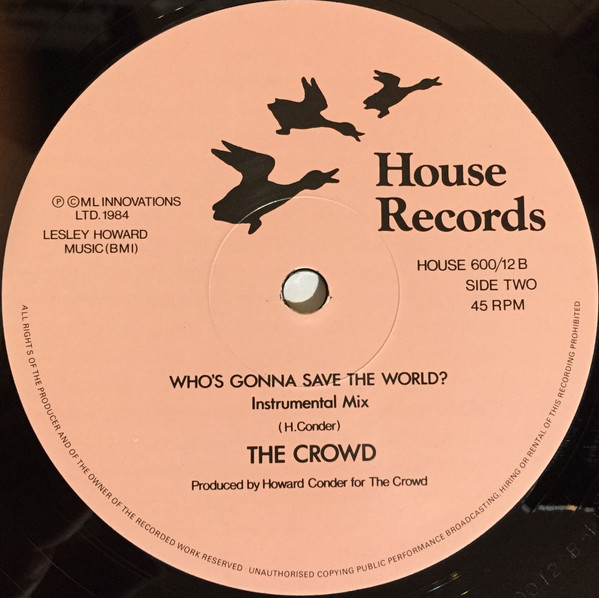 House
Records
℗ © ML INNOVATIONS
LTD. 1984
LESLEY HOWARD
MUSIC (BMI)
HOUSE 600/12 B
SIDE TWO
45 RPM
WHO'S GONNA SAVE THE WORLD?
Instrumental Mix
(H.Conder)
THE CROWD
Produced by Howard Conder for The Crowd
ALL RIGHTS OF THE PRODUCER AND OF THE OWNER OF THE RECORDED WORK RESERVED · UNAUTHORISED COPYING PUBLIC PERFORMANCE BROADCASTING, HIRING OR RENTAL OF THIS RECORDING PROHIBITED